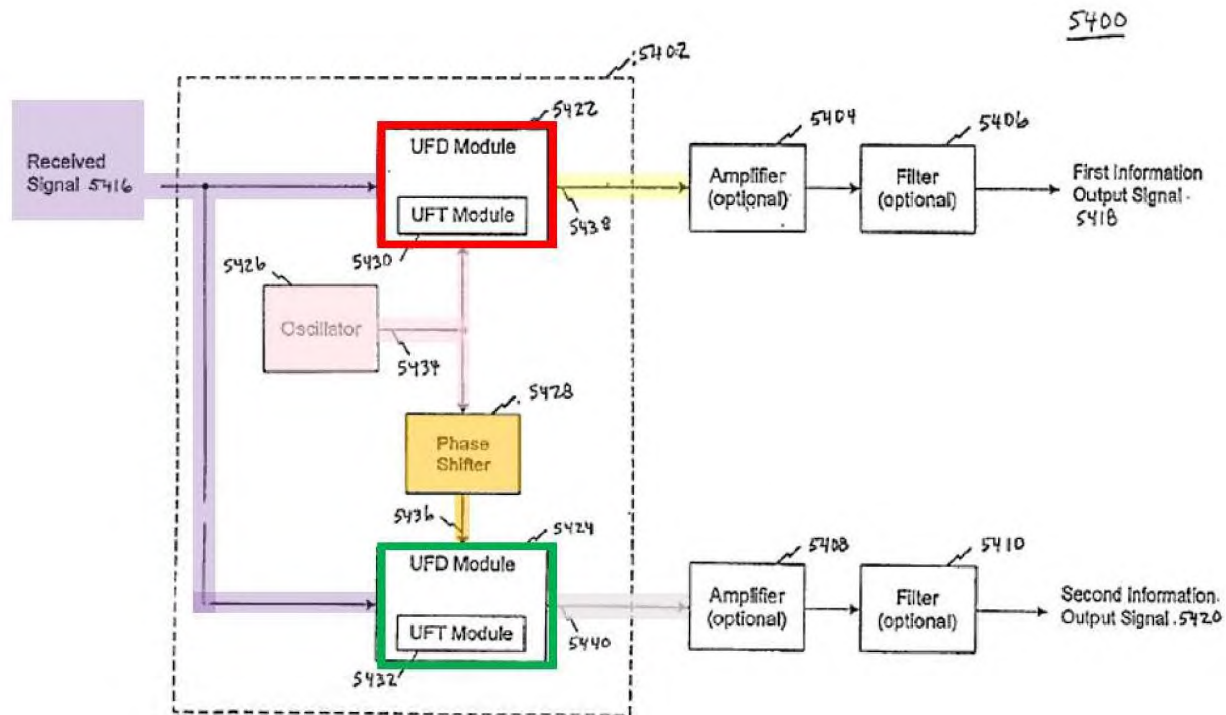 5400
5402
5422
UFD Module
UFT Module
5430
5438
Received
Signal 5416
5404
Amplifier
(optional)
5406
Filter
(optional)
First Information
Output Signal.
5418
5426
Oscillator
5434
5428
Phase
Shifter
5436
5424
UFD Module
UFT Module
5432
5440
5408
Amplifier
(optional)
5410
Filter
(optional)
Second Information.
Output Signal.5420